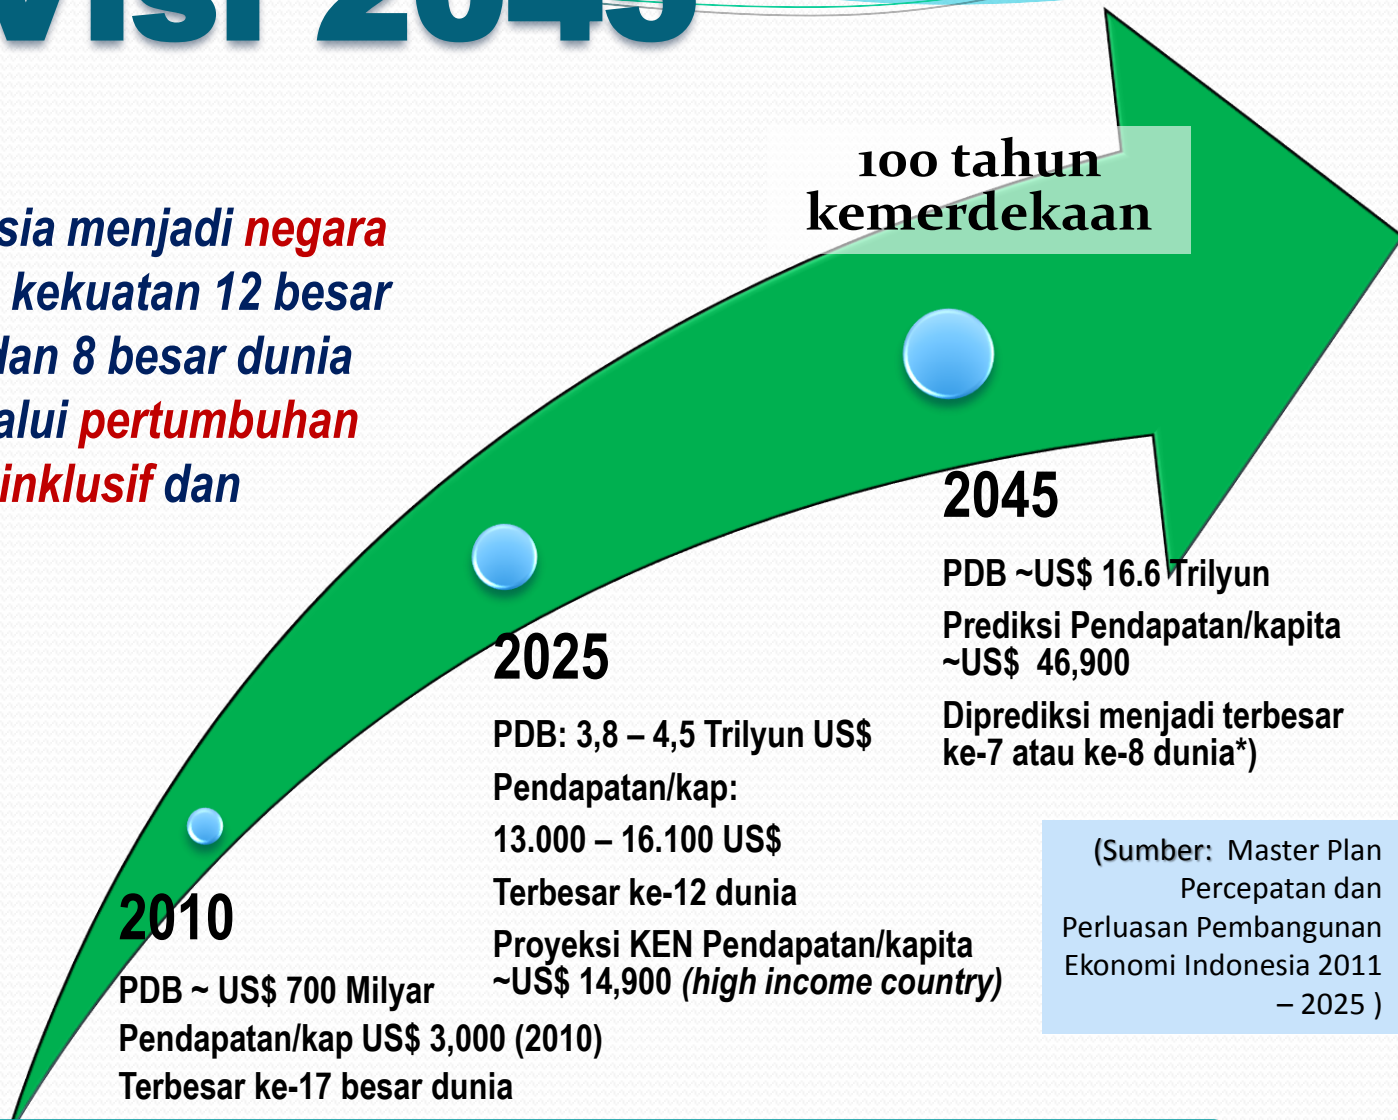 Visi 2045
100 tahun
kemerdekaan
menjadi negara
kekuatan 12 besar
dan 8 besar dunia
pertumbuhan
inklusif dan
2045
PDB ~US$ 16.6 Trilyun
Prediksi Pendapatan/kapita
~US$ 46,900
Diprediksi menjadi terbesar
ke-7 atau ke-8 dunia*)
2025
PDB: 3,8 – 4,5 Trilyun US$
Pendapatan/kap:
13.000 – 16.100 US$
Terbesar ke-12 dunia
Proyeksi KEN Pendapatan/kapita
~US$ 14,900 (high income country)
2010
PDB ~ US$ 700 Milyar
Pendapatan/kap US$ 3,000 (2010)
Terbesar ke-17 besar dunia
(Sumber: Master Plan
Percepatan dan
Perluasan Pembangunan
Ekonomi Indonesia 2011
– 2025 )